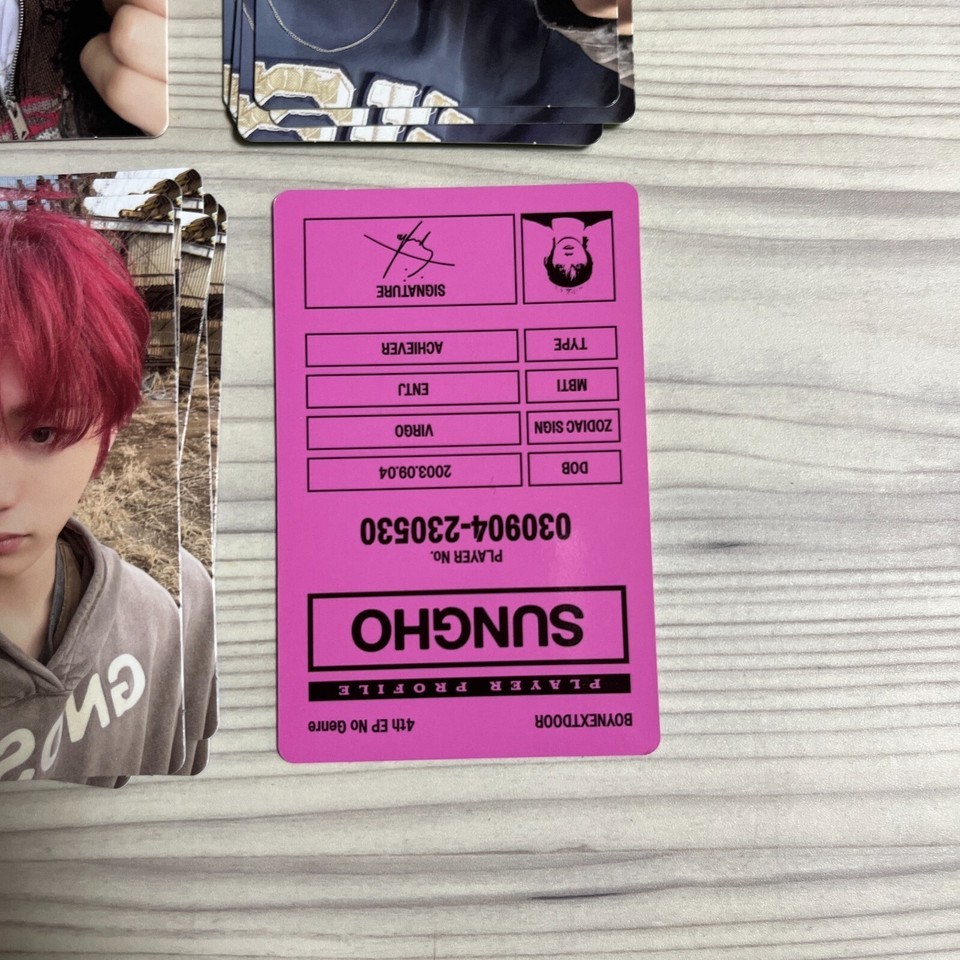 BOYNEXTDOOR 4th EP No Genre
PLAYER PROFILE
SUNGHO
PLAYER No.
030904-230530
DOB 2003.09.04
ZODIAC SIGN VIRGO
MBTI ENTJ
TYPE ACHIEVER
SIGNATURE